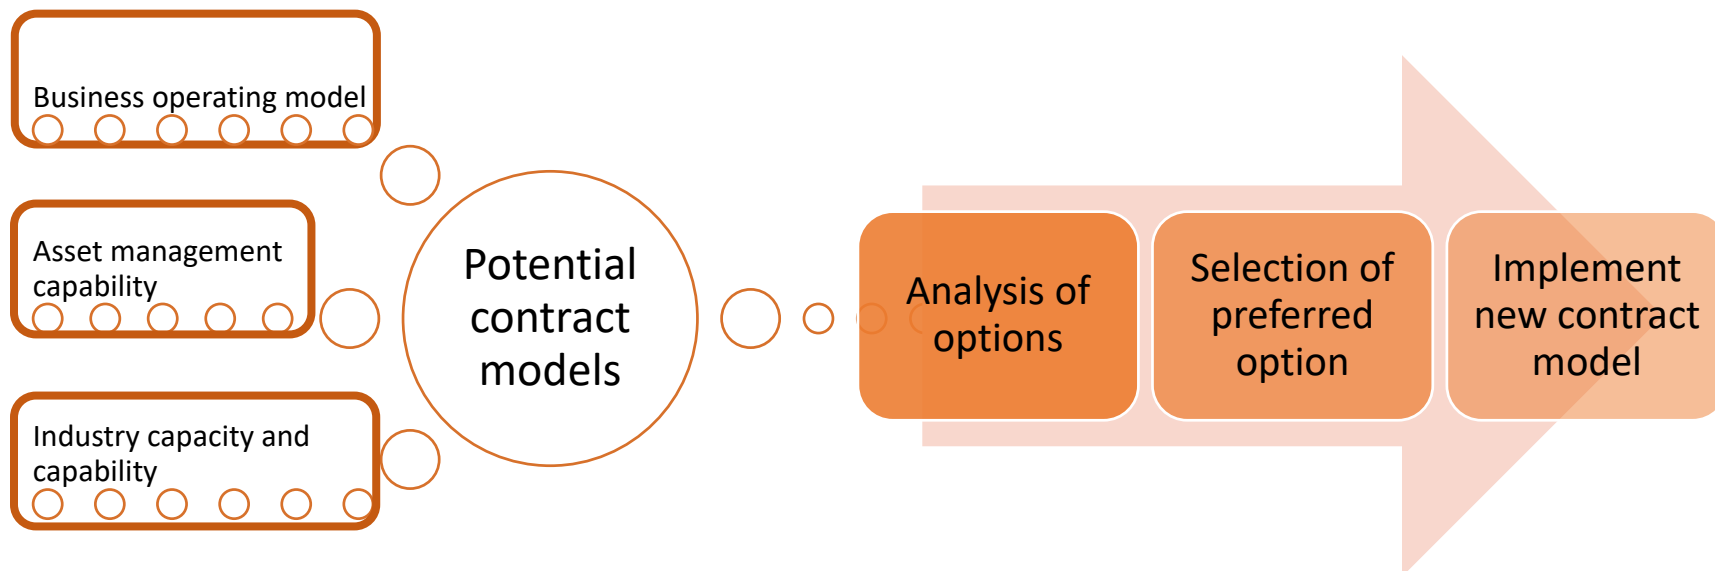 Business operating model
Asset management
capability
Industry capacity and
capability
Potential
contract
models
Analysis of
options
Selection of
preferred
option
Implement
new contract
model